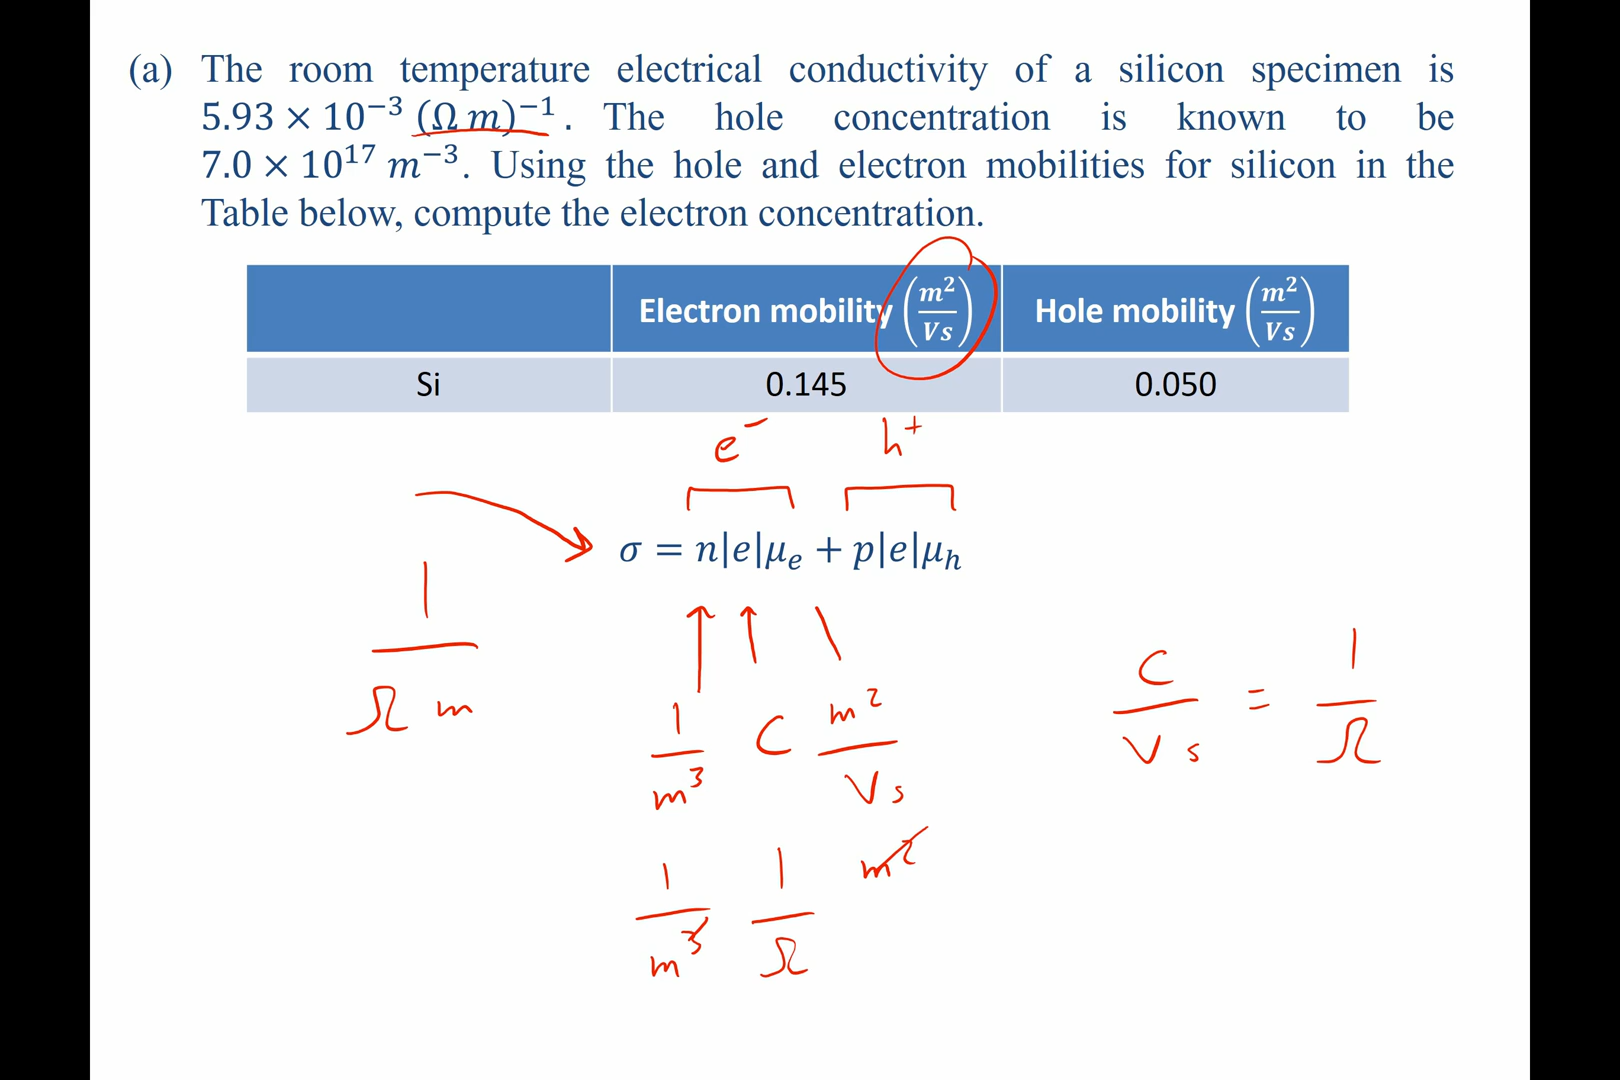 (a) The room temperature electrical conductivity of a silicon specimen is
5.93 × 10⁻³ (Ω m)⁻¹. The hole concentration is known to be
7.0 × 10¹⁷ m⁻³. Using the hole and electron mobilities for silicon in the
Table below, compute the electron concentration.
Electron mobility (m²/Vs) Hole mobility (m²/Vs)
Si 0.145 0.050
e⁻ h⁺
σ = n|e|μₑ + p|e|μₕ
1/(Ω m) 1/m³ C m²/(V s) C/(V s) = 1/Ω
1/m³ 1/Ω m²